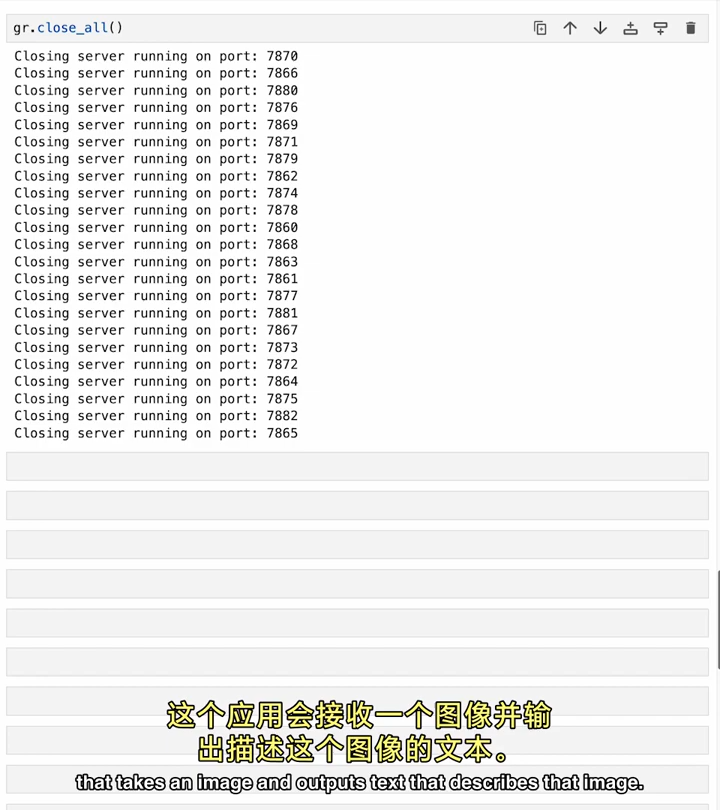 gr.close_all()
Closing server running on port: 7870
Closing server running on port: 7866
Closing server running on port: 7880
Closing server running on port: 7876
Closing server running on port: 7869
Closing server running on port: 7871
Closing server running on port: 7879
Closing server running on port: 7862
Closing server running on port: 7874
Closing server running on port: 7878
Closing server running on port: 7860
Closing server running on port: 7868
Closing server running on port: 7863
Closing server running on port: 7861
Closing server running on port: 7877
Closing server running on port: 7881
Closing server running on port: 7867
Closing server running on port: 7873
Closing server running on port: 7872
Closing server running on port: 7864
Closing server running on port: 7875
Closing server running on port: 7882
Closing server running on port: 7865
这个应用会接收一个图像并输
出描述这个图像的文本。
that takes an image and outputs text that describes that image.